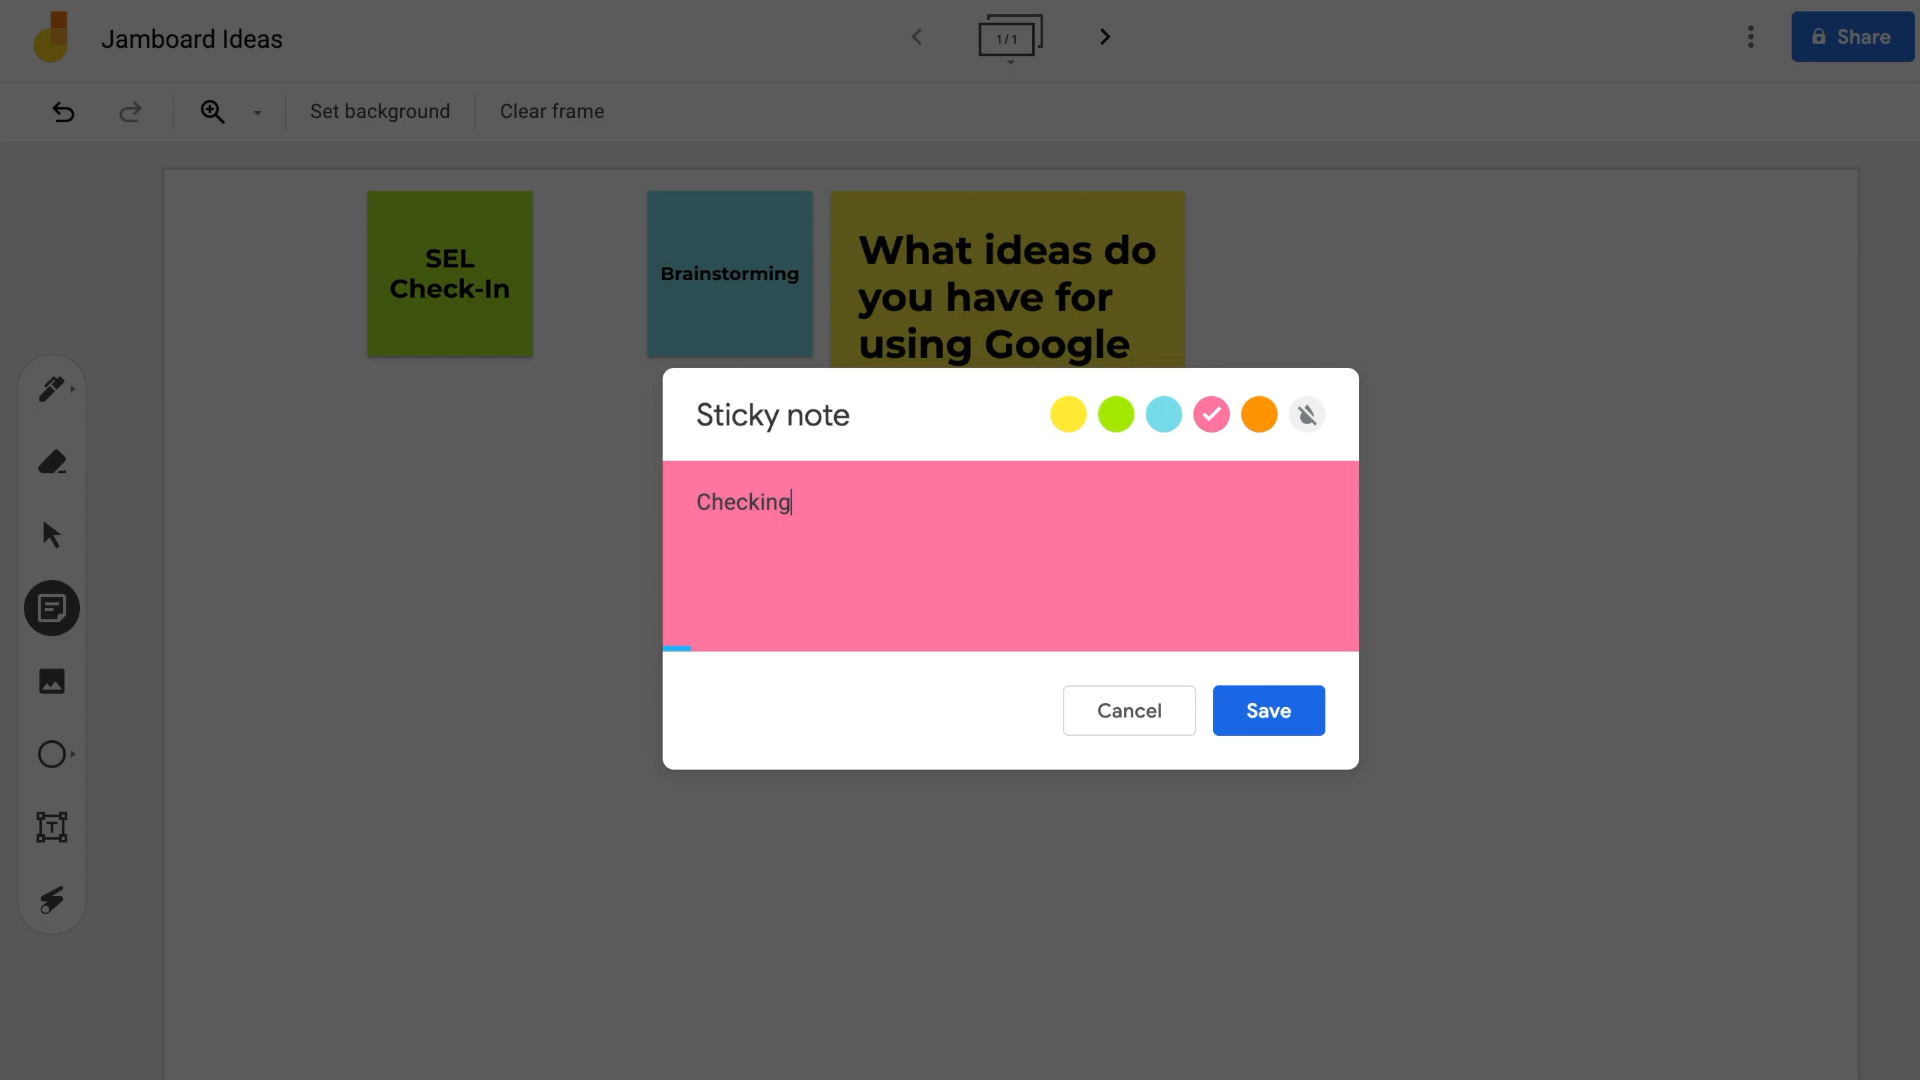 Jamboard Ideas
1/1
Share
Set background
Clear frame
SEL
Check-In
Brainstorming
What ideas do
you have for
using Google
Sticky note
Checking
Cancel
Save